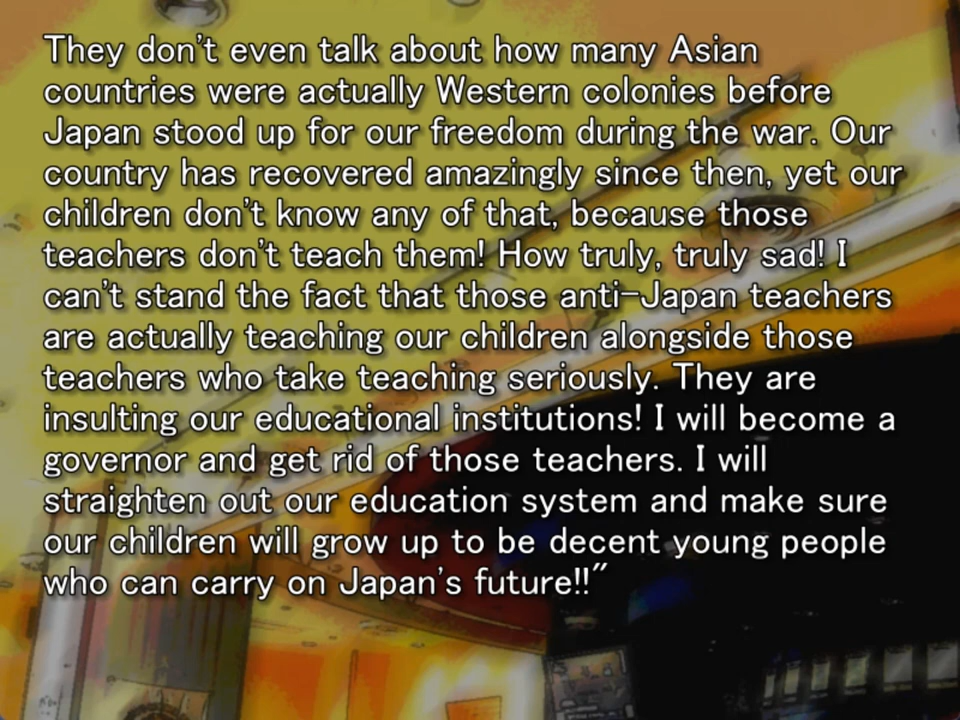 They don't even talk about how many Asian
countries were actually Western colonies before
Japan stood up for our freedom during the war. Our
country has recovered amazingly since then, yet our
children don't know any of that, because those
teachers don't teach them! How truly, truly sad! I
can't stand the fact that those anti-Japan teachers
are actually teaching our children alongside those
teachers who take teaching seriously. They are
insulting our educational institutions! I will become a
governor and get rid of those teachers. I will
straighten out our education system and make sure
our children will grow up to be decent young people
who can carry on Japan's future!!"